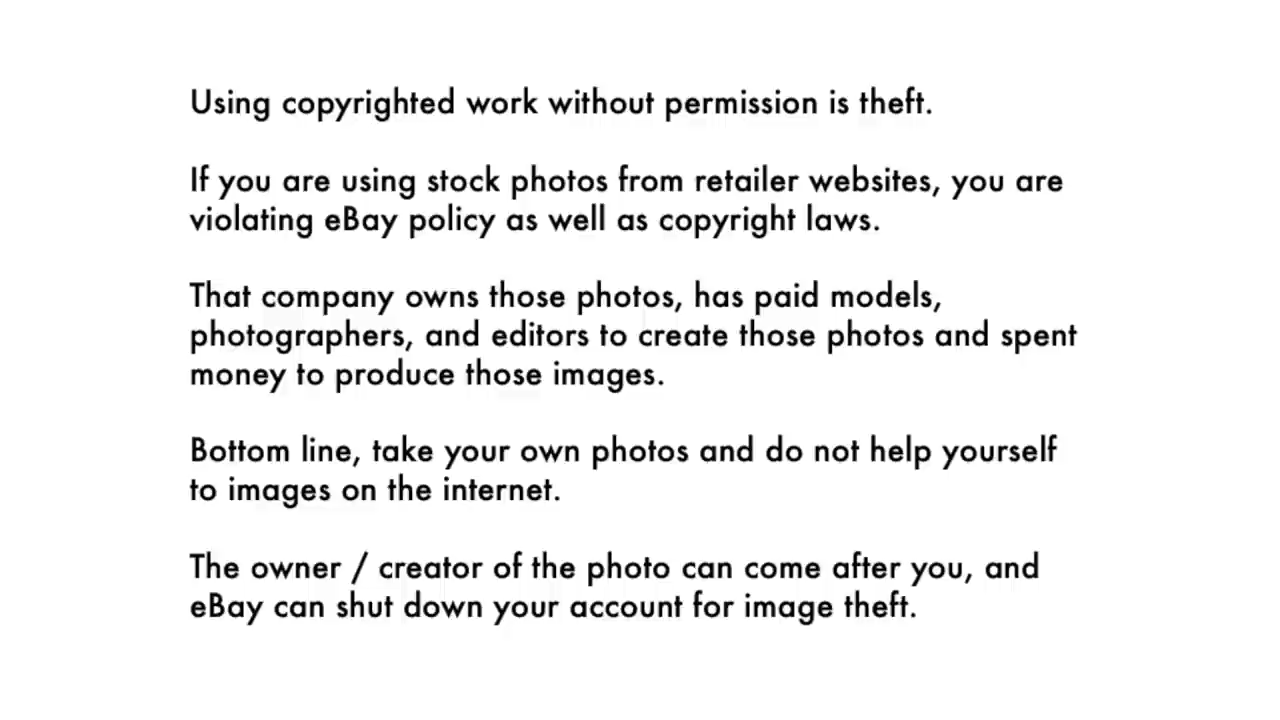 Using copyrighted work without permission is theft.
If you are using stock photos from retailer websites, you are
violating eBay policy as well as copyright laws.
That company owns those photos, has paid models,
photographers, and editors to create those photos and spent
money to produce those images.
Bottom line, take your own photos and do not help yourself
to images on the internet.
The owner / creator of the photo can come after you, and
eBay can shut down your account for image theft.